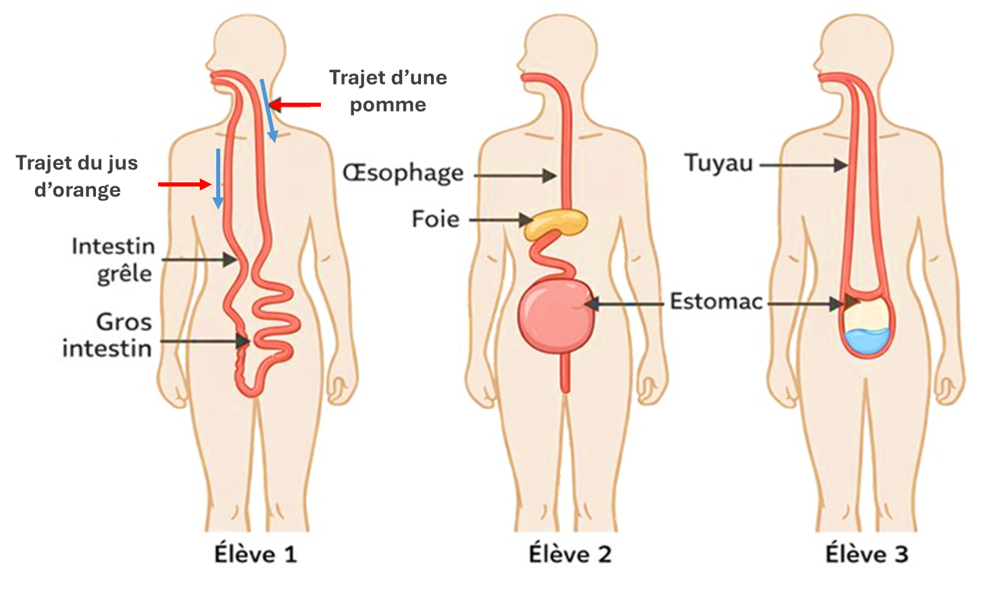 Trajet d’une
pomme
Trajet du jus
d’orange
Intestin
grêle
Gros
intestin
Élève 1
Œsophage
Foie
Estomac
Élève 2
Tuyau
Élève 3